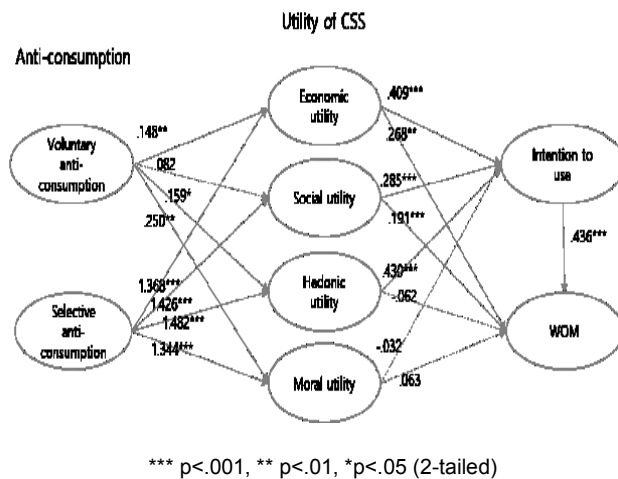 Utility of CSS
Anti-consumption
Economic
utility
.409***
.268**
.148**
Voluntary
anti-
consumption
.082
.159*
.250**
Social utility
.285***
.191***
Intention to
use
.436***
Hedonic
utility
.430***
-.062
1.368***
1.426***
1.482***
1.344***
Selective
anti-
consumption
WOM
-.032
.063
Moral utility
*** p<.001, ** p<.01, *p<.05 (2-tailed)